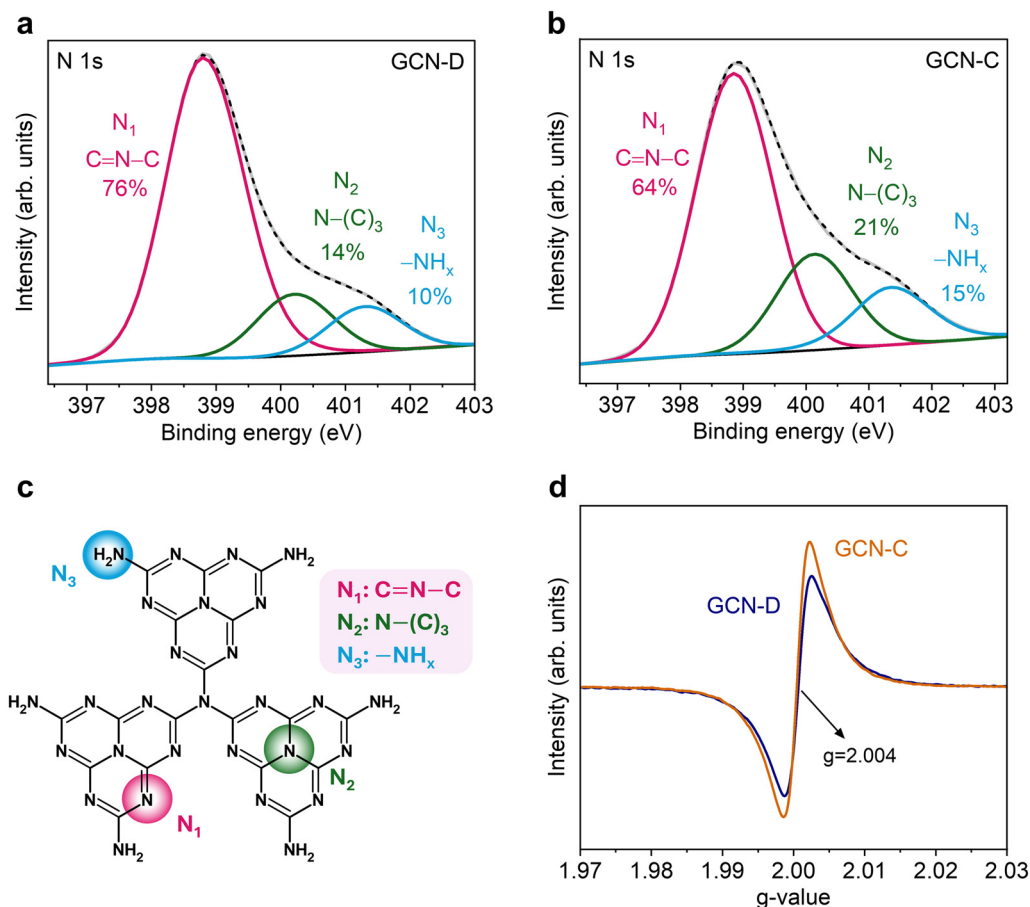 a
N 1s
GCN-D
N₁
C=N–C
76%
N₂
N–(C)₃
14%
N₃
–NHₓ
10%
Intensity (arb. units)
397 398 399 400 401 402 403
Binding energy (eV)
b
N 1s
GCN-C
N₁
C=N–C
64%
N₂
N–(C)₃
21%
N₃
–NHₓ
15%
Intensity (arb. units)
397 398 399 400 401 402 403
Binding energy (eV)
c
H₂N N N NH₂
N₃
N N N
N N
N
H₂N N N N N N NH₂
N N N N N N
N N N N
N₂
N₁
NH₂ NH₂
N₁: C=N–C
N₂: N–(C)₃
N₃: –NHₓ
d
GCN-C
GCN-D
g=2.004
Intensity (arb. units)
1.97 1.98 1.99 2.00 2.01 2.02 2.03
g-value